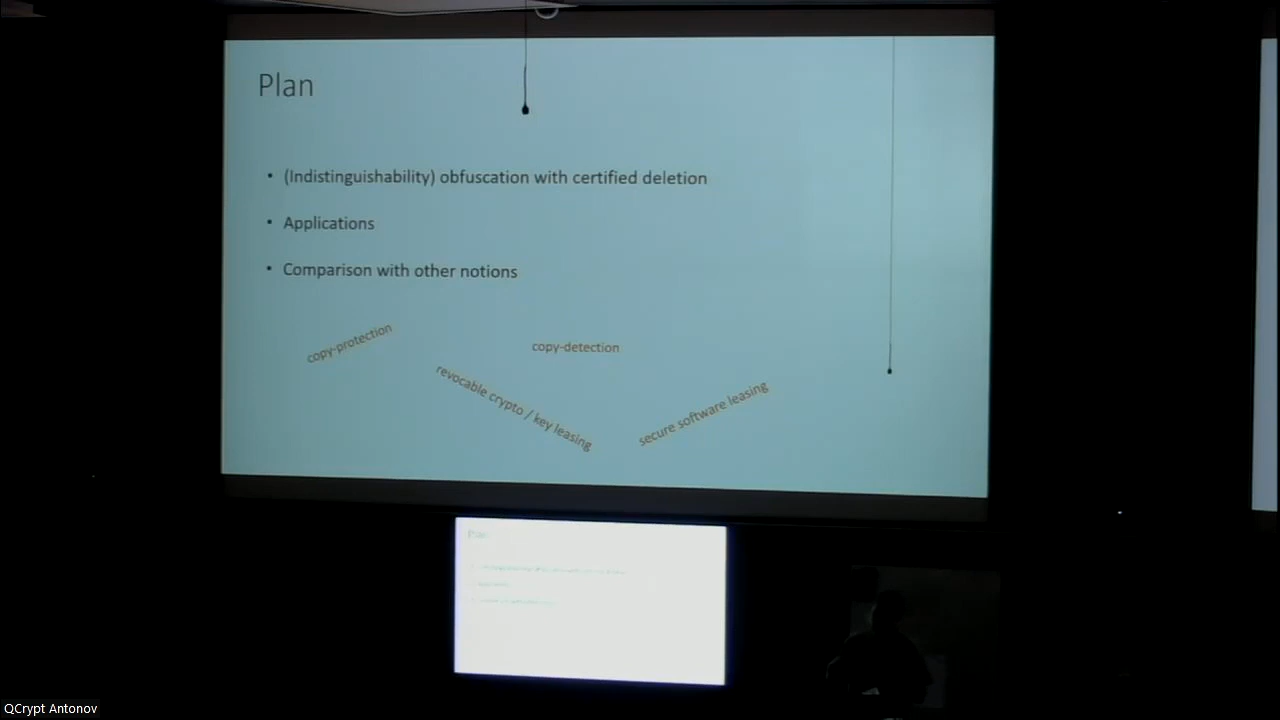 Plan
• (Indistinguishability) obfuscation with certified deletion
• Applications
• Comparison with other notions
copy-protection
copy-detection
revocable crypto / key leasing
secure software leasing
Plan
QCrypt Antonov